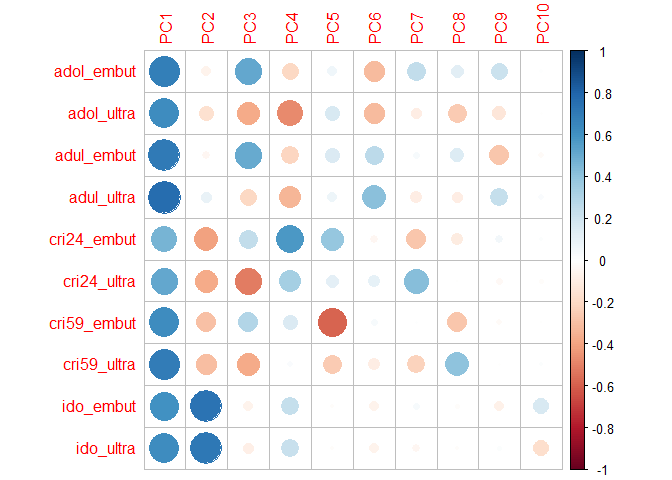 PC1 PC2 PC3 PC4 PC5 PC6 PC7 PC8 PC9 PC10
adol_embut
adol_ultra
adul_embut
adul_ultra
cri24_embut
cri24_ultra
cri59_embut
cri59_ultra
ido_embut
ido_ultra
1
0.8
0.6
0.4
0.2
0
-0.2
-0.4
-0.6
-0.8
-1